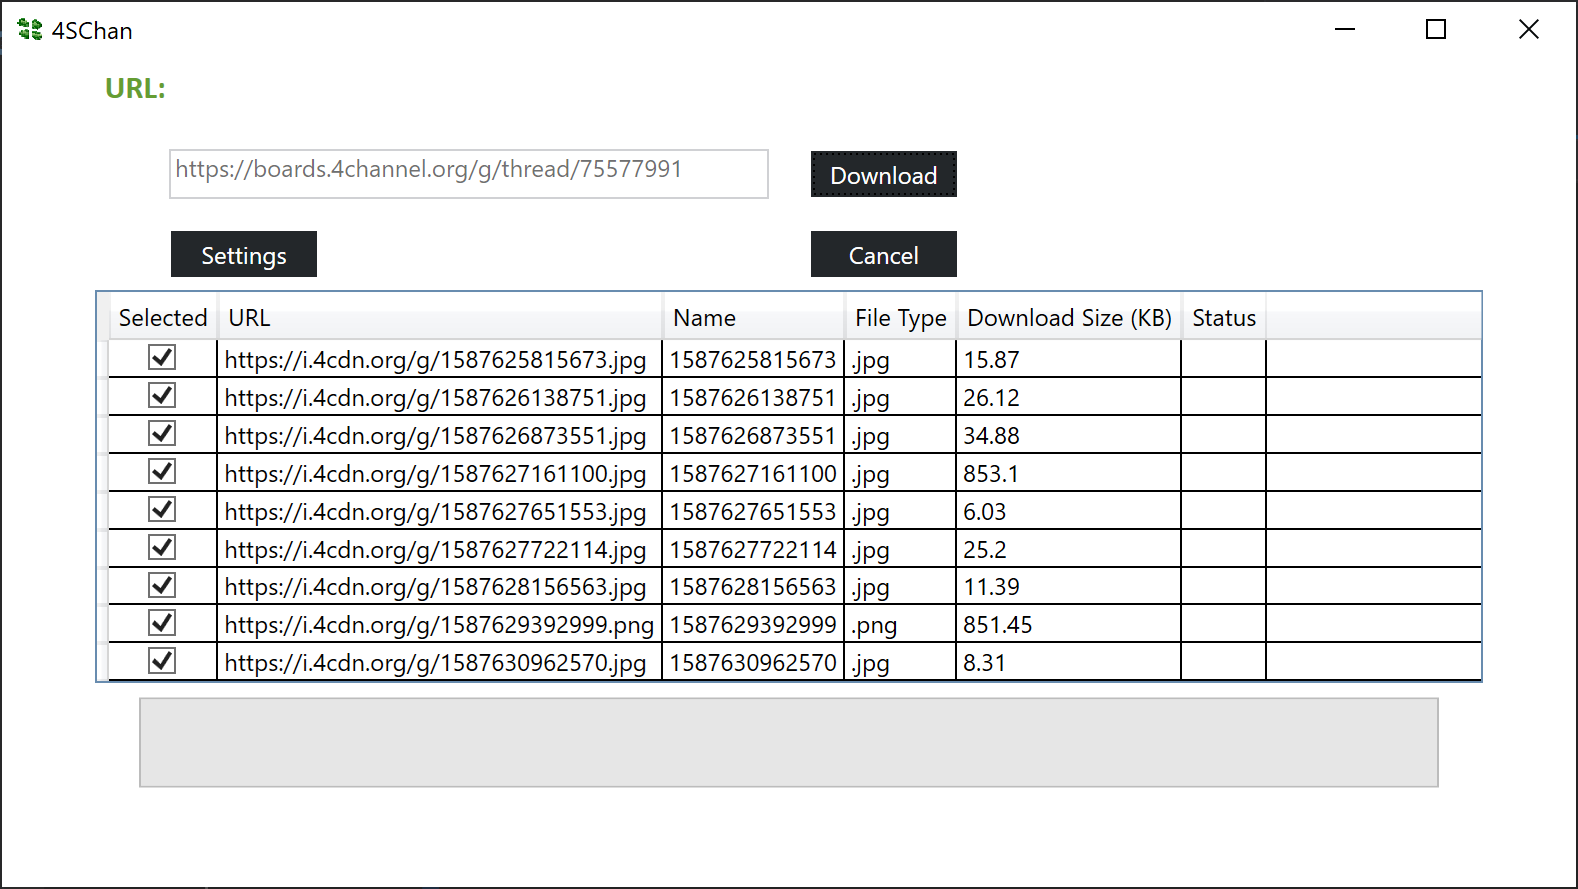 4SChan
URL:
https://boards.4channel.org/g/thread/75577991
Download
Settings
Cancel
Selected URL Name File Type Download Size (KB) Status
https://i.4cdn.org/g/1587625815673.jpg 1587625815673 .jpg 15.87
https://i.4cdn.org/g/1587626138751.jpg 1587626138751 .jpg 26.12
https://i.4cdn.org/g/1587626873551.jpg 1587626873551 .jpg 34.88
https://i.4cdn.org/g/1587627161100.jpg 1587627161100 .jpg 853.1
https://i.4cdn.org/g/1587627651553.jpg 1587627651553 .jpg 6.03
https://i.4cdn.org/g/1587627722114.jpg 1587627722114 .jpg 25.2
https://i.4cdn.org/g/1587628156563.jpg 1587628156563 .jpg 11.39
https://i.4cdn.org/g/1587629392999.png 1587629392999 .png 851.45
https://i.4cdn.org/g/1587630962570.jpg 1587630962570 .jpg 8.31